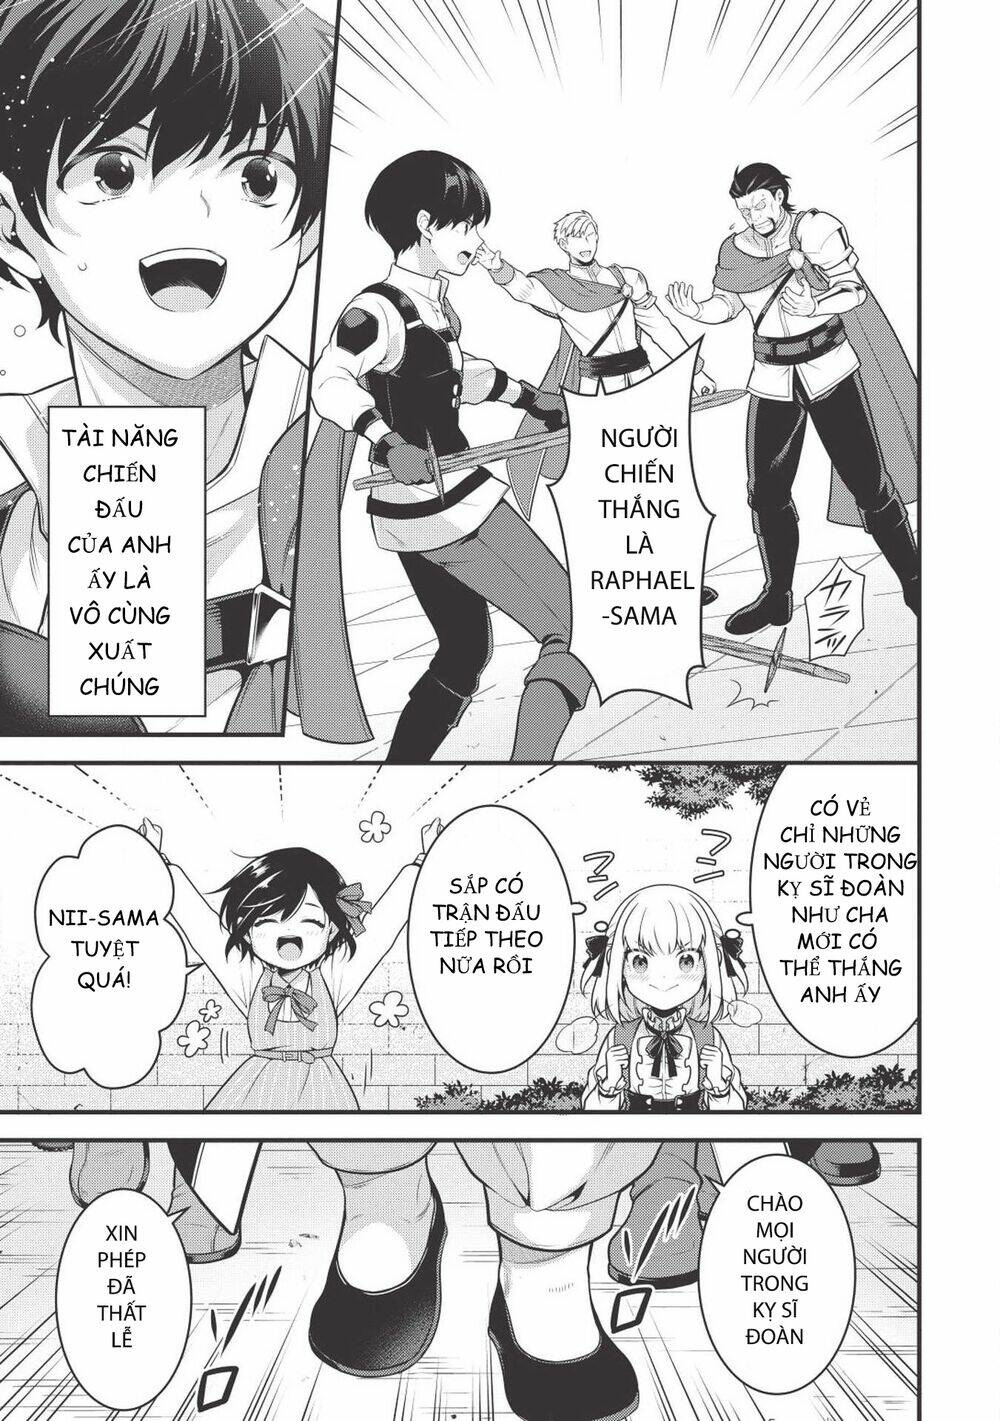 NGƯỜI
CHIẾN
THẮNG
LÀ
RAPHAEL
-SAMA
カラン
TÀI NĂNG
CHIẾN
ĐẤU
CỦA ANH
ẤY LÀ
VÔ CÙNG
XUẤT
CHÚNG
CÓ VẺ
CHỈ NHỮNG
NGƯỜI TRONG
KỴ SĨ ĐOÀN
NHƯ CHA
MỚI CÓ
THỂ THẮNG
ANH ẤY
SẮP CÓ
TRẬN ĐẤU
TIẾP THEO
NỮA RỒI
NII-SAMA
TUYỆT
QUÁ!
CHÀO
MỌI
NGƯỜI
TRONG
KỴ SĨ
ĐOÀN
XIN
PHÉP
ĐÃ
THẤT
LỄ